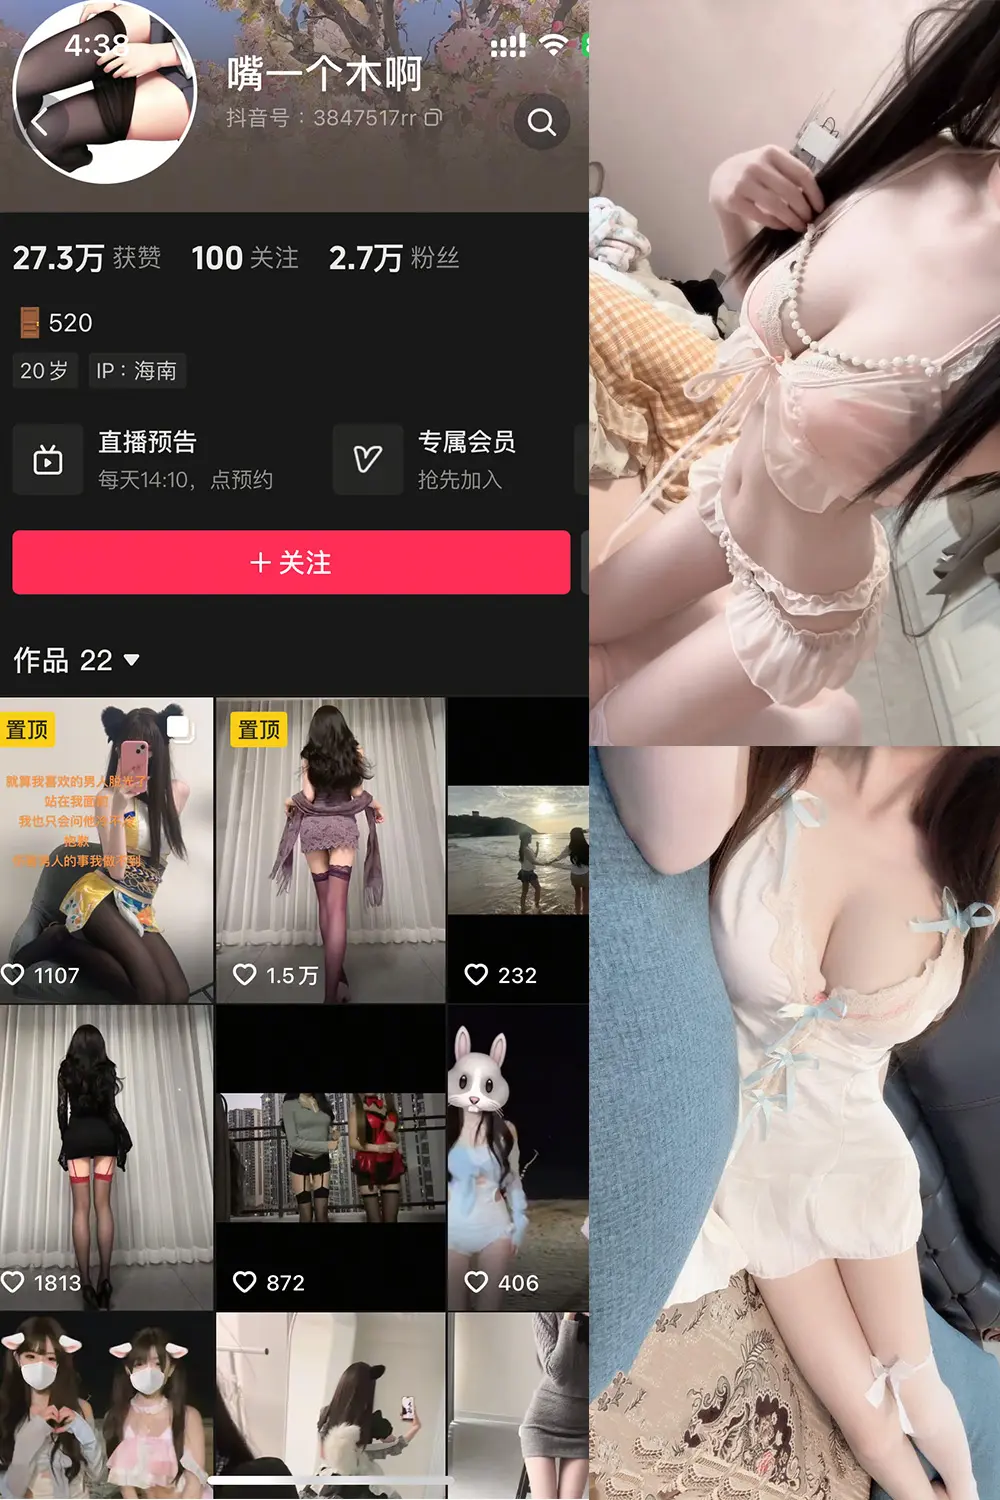 4:38
嘴一个木啊
抖音号：3847517rr
27.3万 获赞 100 关注 2.7万 粉丝
520
20岁 IP：海南
直播预告
每天14:10，点预约
专属会员
抢先加入
＋关注
作品 22
置顶
就算我喜欢的男人脱光了
站在我面前
我也只会问他冷不冷
抱歉
男人的事我做不到
1107
置顶
1.5万
232
1813
872
406